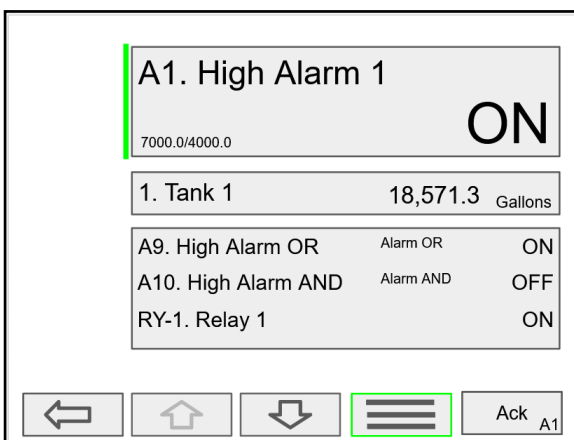 A1. High Alarm 1
ON
7000.0/4000.0
1. Tank 1 18,571.3 Gallons
A9. High Alarm OR Alarm OR ON
A10. High Alarm AND Alarm AND OFF
RY-1. Relay 1 ON
Ack A1